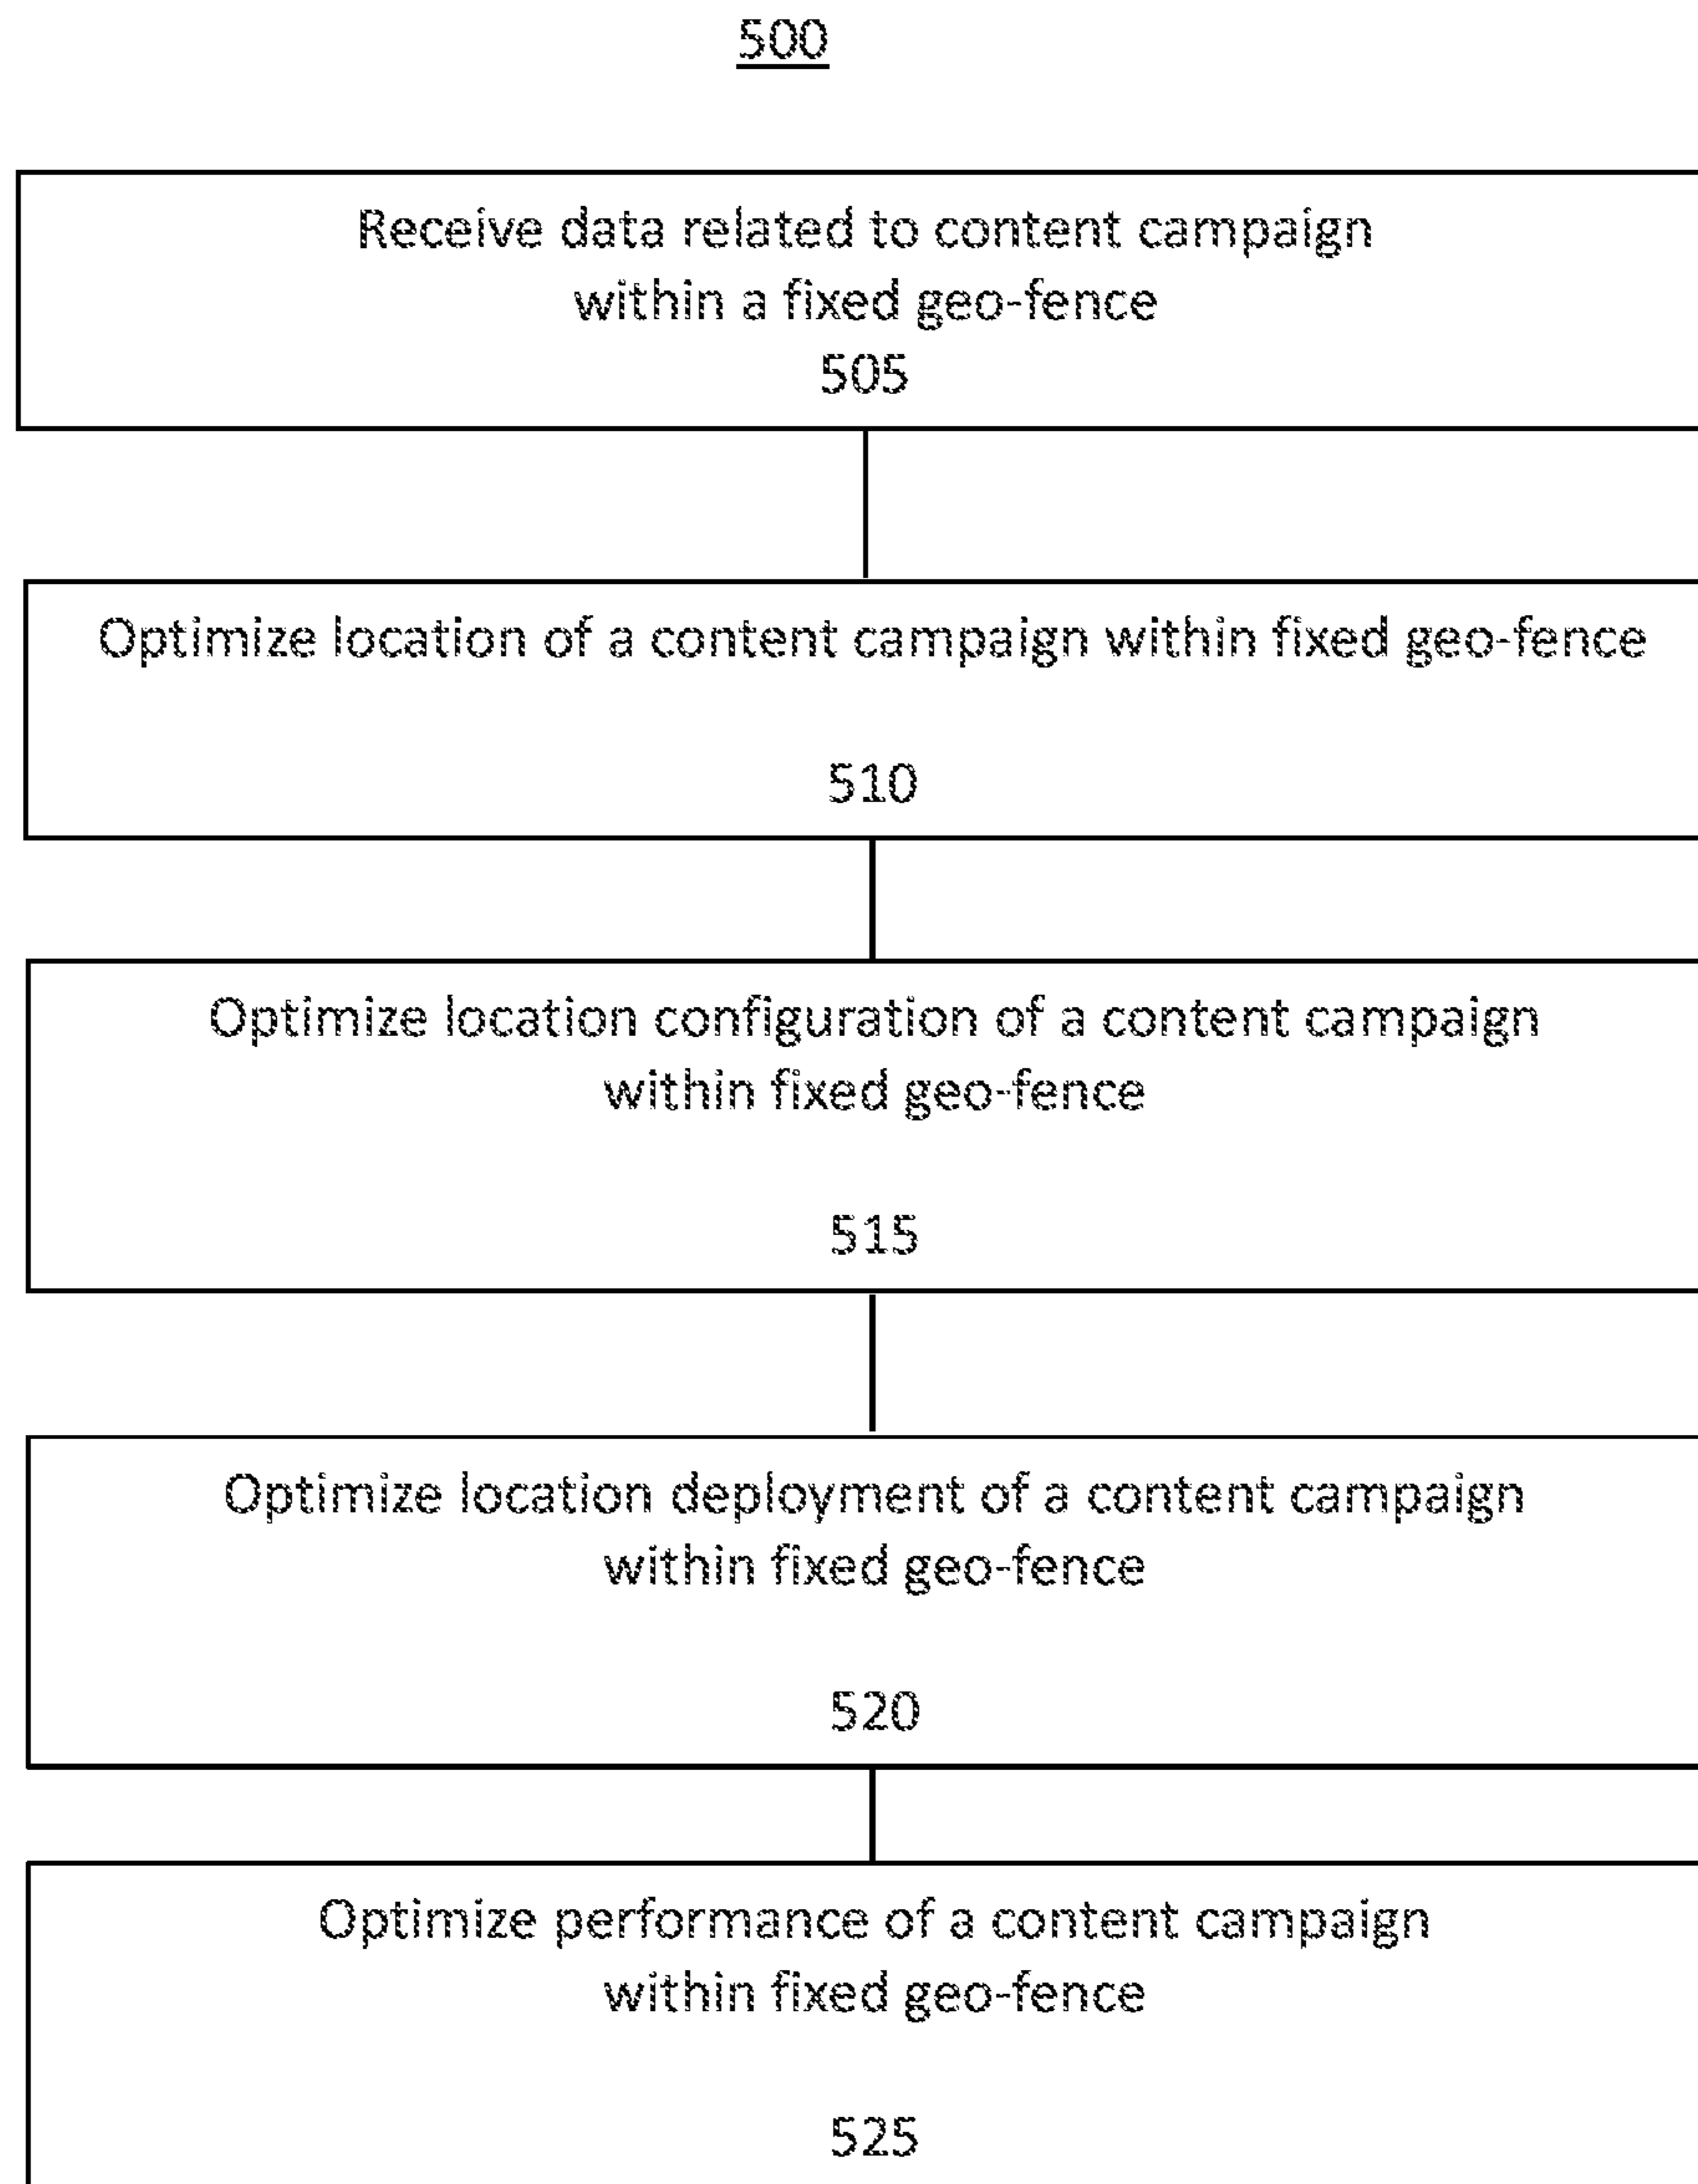 500
Receive data related to content campaign
within a fixed geo-fence
505
Optimize location of a content campaign within fixed geo-fence
510
Optimize location configuration of a content campaign
within fixed geo-fence
515
Optimize location deployment of a content campaign
within fixed geo-fence
520
Optimize performance of a content campaign
within fixed geo-fence
525